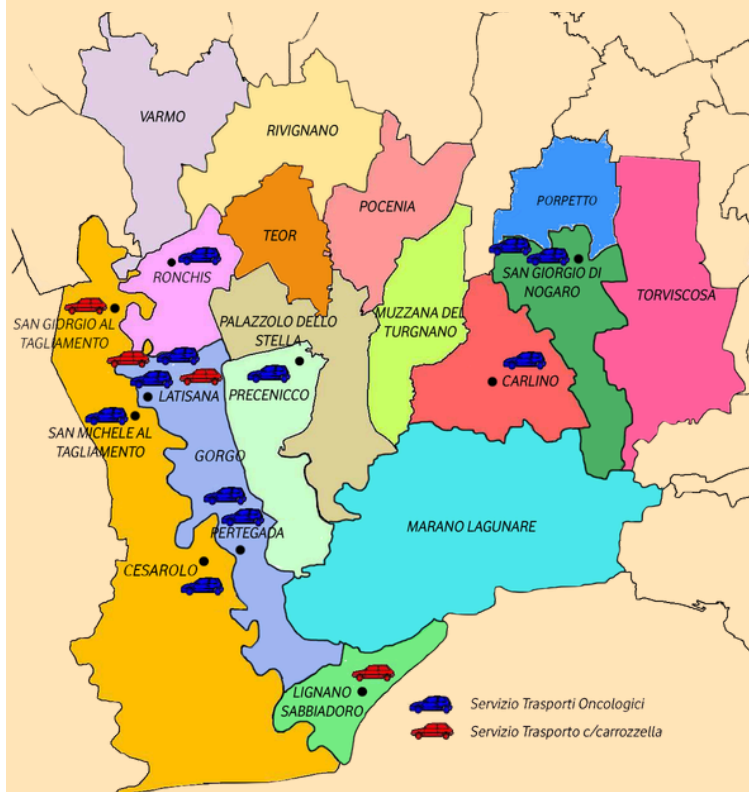 VARMO
RIVIGNANO
POCENIA
PORPETTO
TEOR
RONCHIS
SAN GIORGIO DI
NOGARO
TORVISCOSA
SAN GIORGIO AL
TAGLIAMENTO
PALAZZOLO DELLO
STELLA
MUZZANA DEL
TURGNANO
LATISANA
PRECENICCO
CARLINO
SAN MICHELE AL
TAGLIAMENTO
GORGO
PERTEGADA
MARANO LAGUNARE
CESAROLO
LIGNANO
SABBIADORO
Servizio Trasporti Oncologici
Servizio Trasporto c/carrozzella